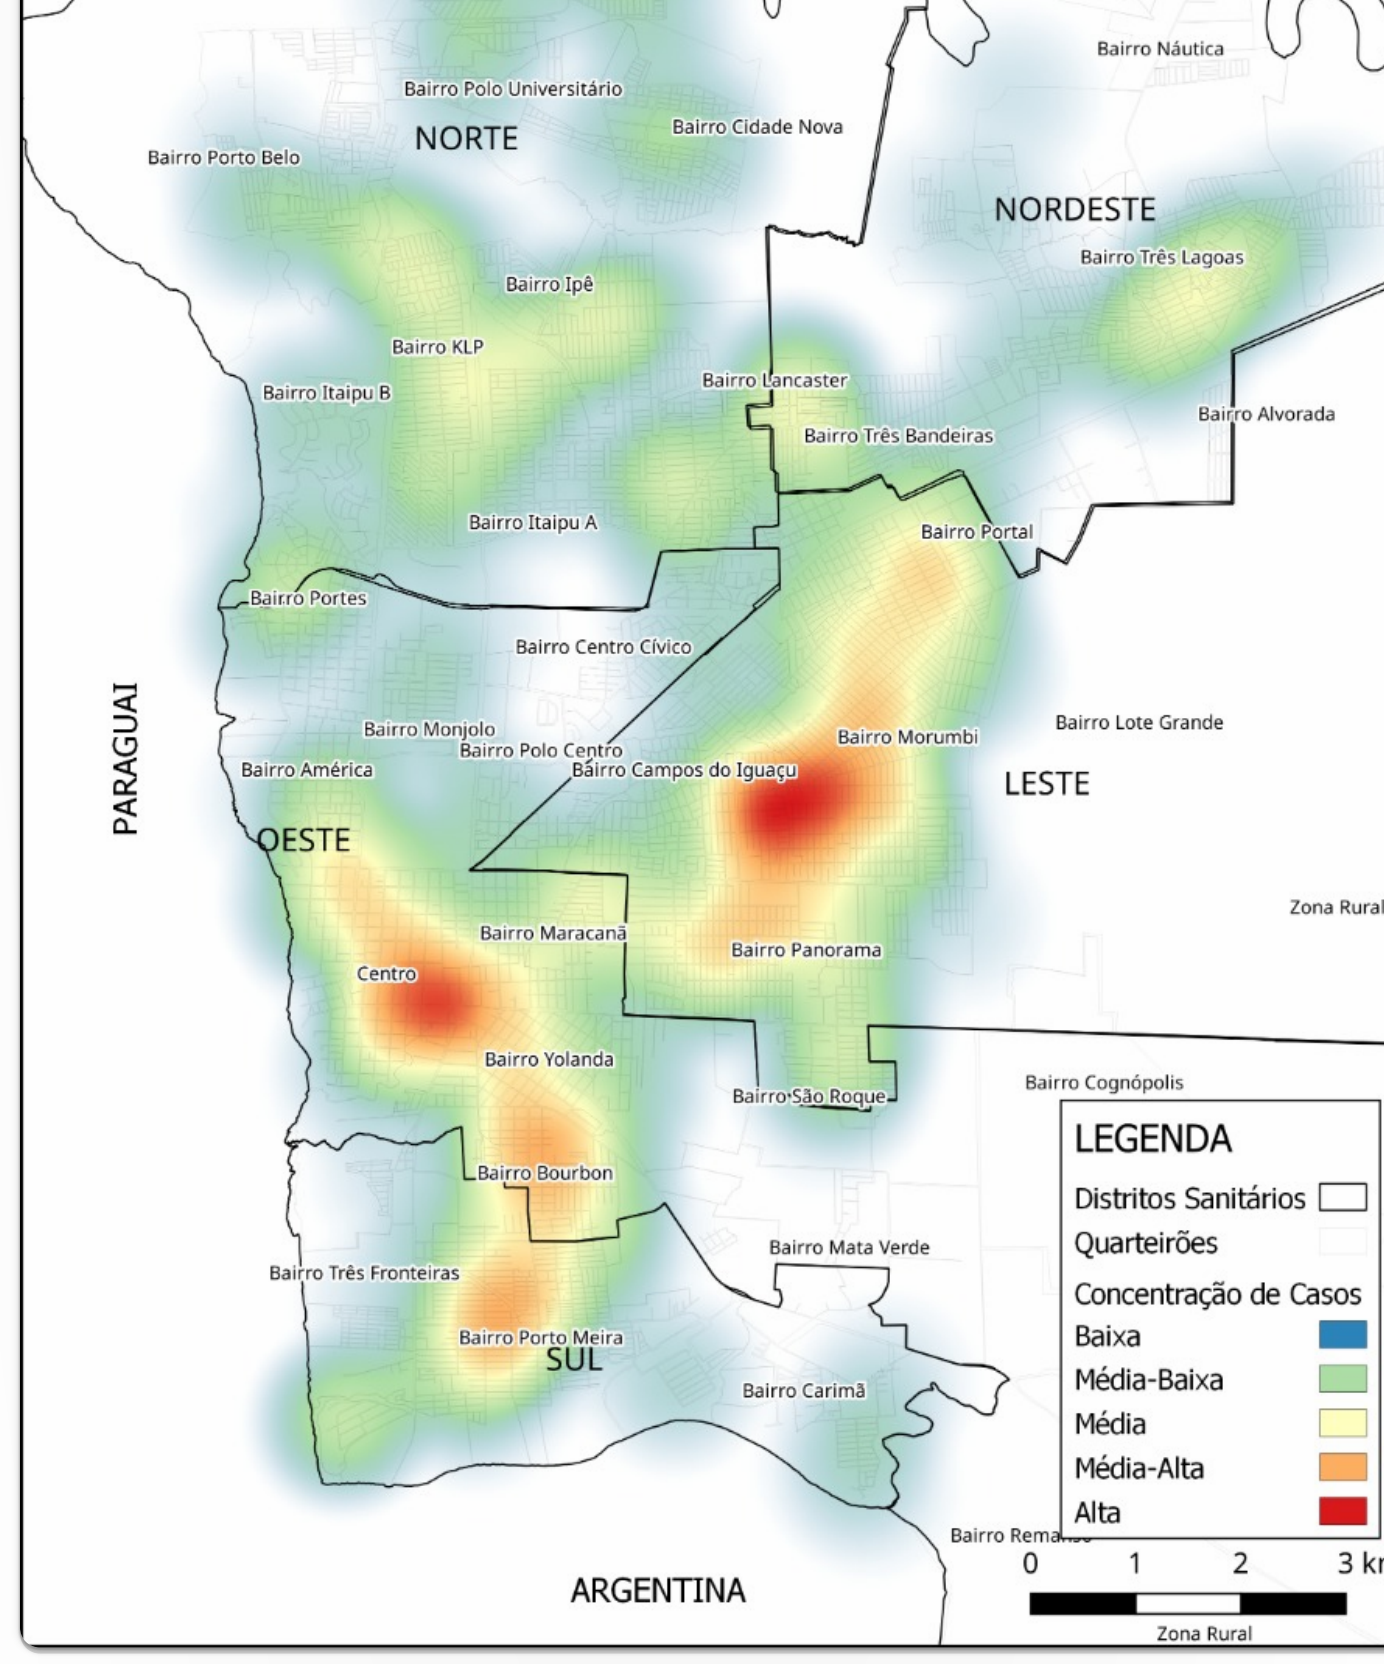 Bairro Náutica
Bairro Polo Universitário
Bairro Cidade Nova
NORTE
Bairro Porto Belo
NORDESTE
Bairro Três Lagoas
Bairro Ipê
Bairro KLP
Bairro Lancaster
Bairro Itaipu B
Bairro Alvorada
Bairro Três Bandeiras
Bairro Itaipu A
Bairro Portal
Bairro Portes
Bairro Centro Cívico
PARAGUAI
Bairro Lote Grande
Bairro Monjolo
Bairro Morumbi
Bairro Polo Centro
Bairro América
Bairro Campos do Iguaçu
LESTE
OESTE
Zona Rural
Bairro Maracanã
Bairro Panorama
Centro
Bairro Yolanda
Bairro Cognópolis
Bairro São Roque
Bairro Bourbon
Bairro Mata Verde
Bairro Três Fronteiras
Bairro Porto Meira
SUL
Bairro Carimã
LEGENDA
Distritos Sanitários
Quarteirões
Concentração de Casos
Baixa
Média-Baixa
Média
Média-Alta
Alta
Bairro Remanso
0 1 2 3 k
ARGENTINA
Zona Rural